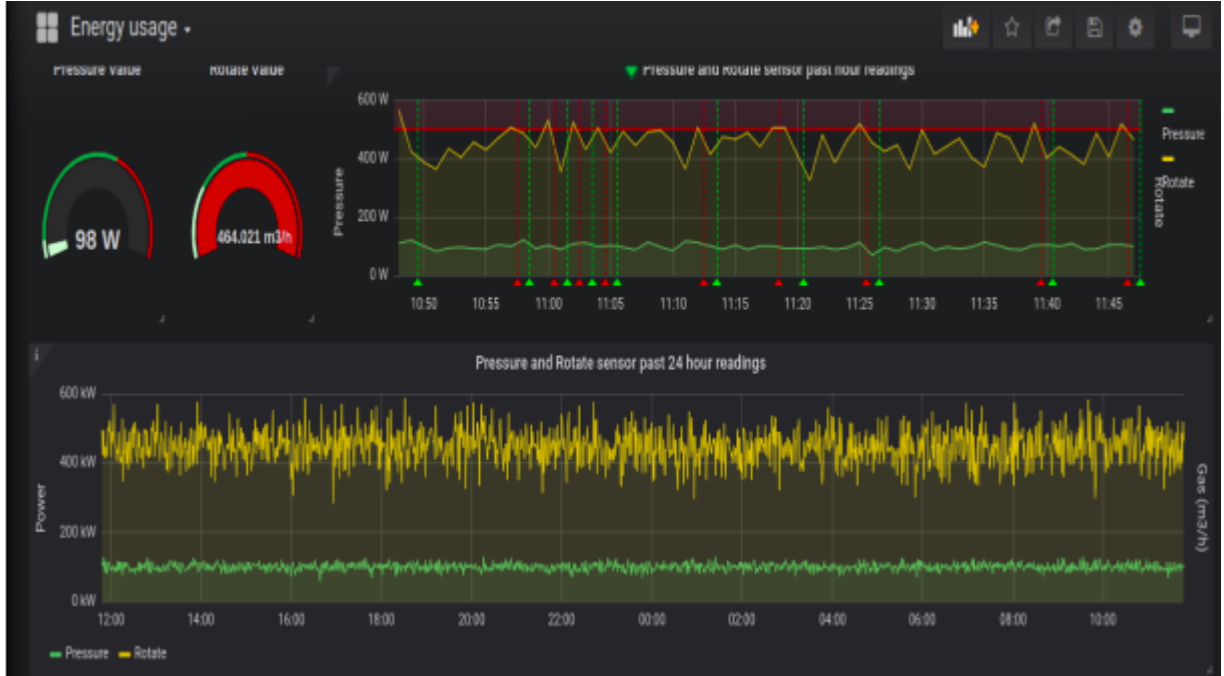 Energy usage
Pressure Value
Rotate Value
Pressure and Rotate sensor past hour readings
98 W
464.021 m3/h
Pressure
600 W
400 W
200 W
0 W
10:50 10:55 11:00 11:05 11:10 11:15 11:20 11:25 11:30 11:35 11:40 11:45
Rotate
Pressure
Rotate
i
Pressure and Rotate sensor past 24 hour readings
Power
600 kW
400 kW
200 kW
0 kW
12:00 14:00 16:00 18:00 20:00 22:00 00:00 02:00 04:00 06:00 08:00 10:00
Gas (m3/h)
Pressure Rotate